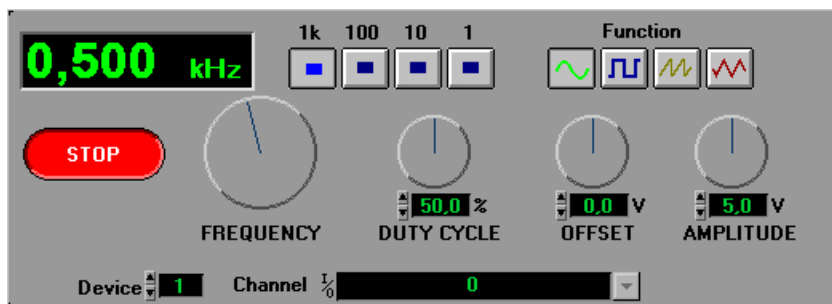 0,500 kHz
1k 100 10 1
Function
STOP
FREQUENCY
50,0 %
DUTY CYCLE
0,0 V
OFFSET
5,0 V
AMPLITUDE
Device 1
Channel I/O 0